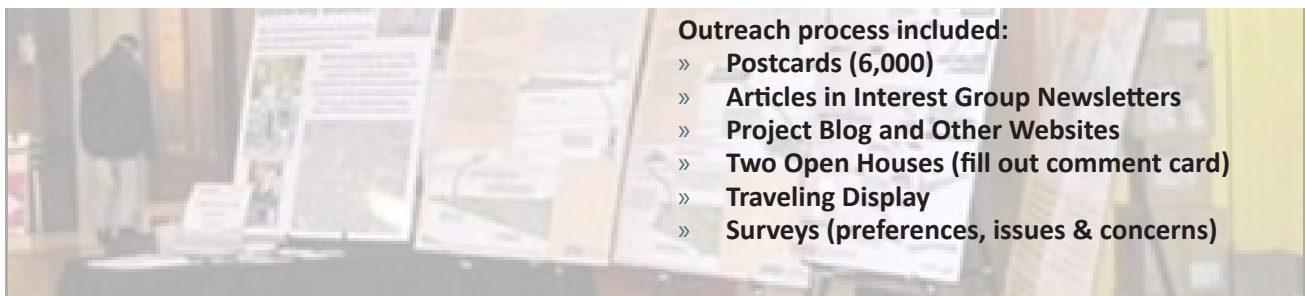 Outreach process included:
» Postcards (6,000)
» Articles in Interest Group Newsletters
» Project Blog and Other Websites
» Two Open Houses (fill out comment card)
» Traveling Display
» Surveys (preferences, issues & concerns)